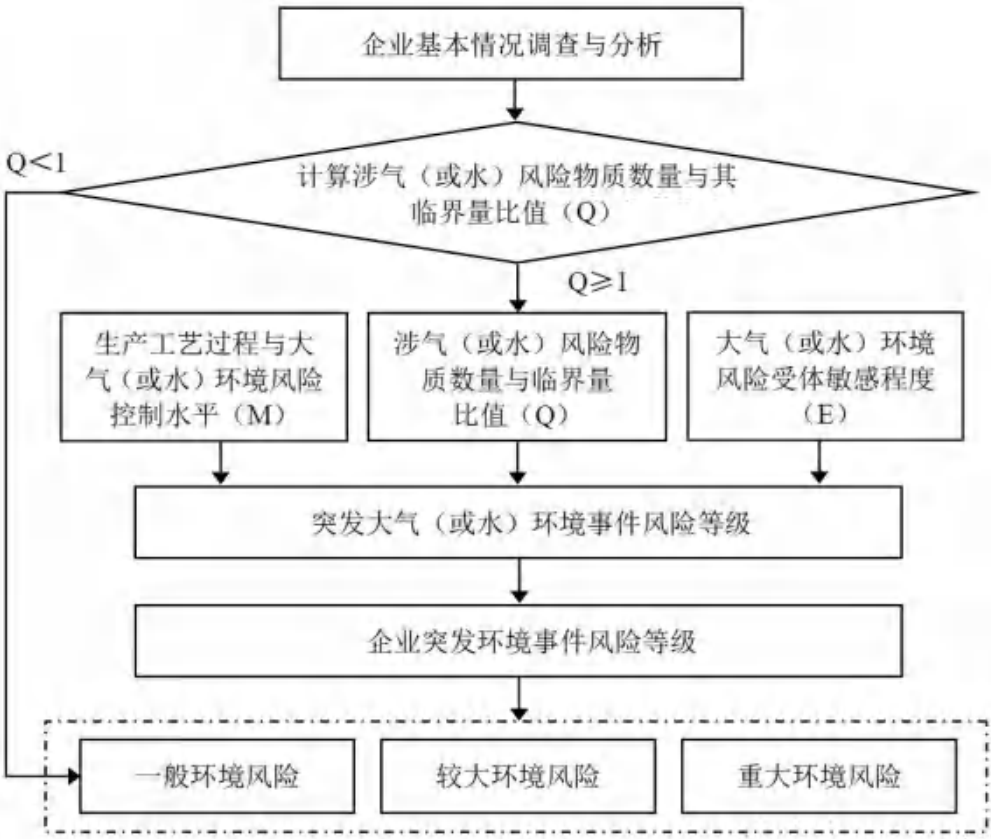 企业基本情况调查与分析
Q<1
计算涉气（或水）风险物质数量与其
临界量比值（Q）
Q≥1
生产工艺过程与大
气（或水）环境风险
控制水平（M）
涉气（或水）风险物
质数量与临界量
比值（Q）
大气（或水）环境
风险受体敏感程度
（E）
突发大气（或水）环境事件风险等级
企业突发环境事件风险等级
一般环境风险
较大环境风险
重大环境风险